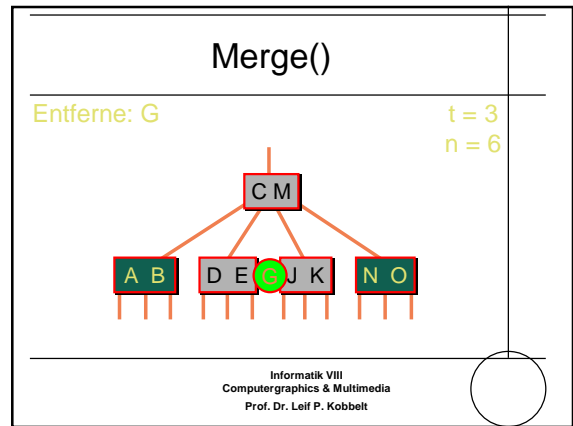 Merge()
Entferne: G
t = 3
n = 6
C M
A B
D E
G
J K
N O
Informatik VIII
Computergraphics & Multimedia
Prof. Dr. Leif P. Kobbelt